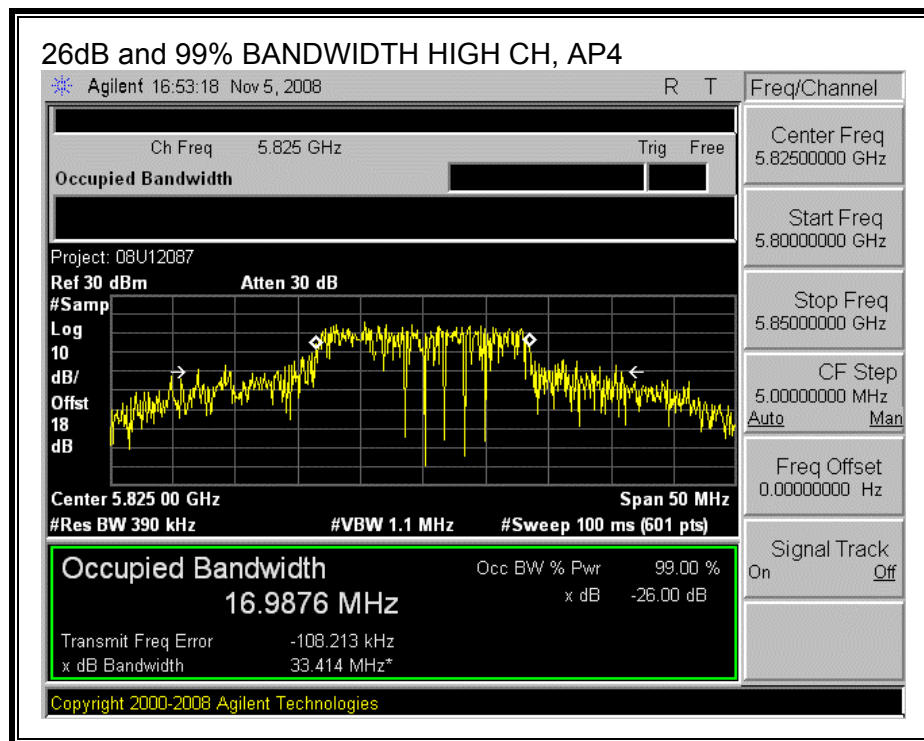 26dB and 99% BANDWIDTH HIGH CH, AP4
Agilent 16:53:18 Nov 5, 2008 R T
Freq/Channel
Ch Freq 5.825 GHz Trig Free
Occupied Bandwidth
Center Freq
5.82500000 GHz
Start Freq
5.80000000 GHz
Stop Freq
5.85000000 GHz
CF Step
5.00000000 MHz
Auto Man
Freq Offset
0.00000000 Hz
Signal Track
On Off
Project: 08U12087
Ref 30 dBm Atten 30 dB
#Samp
Log
10
dB/
Offst
18
dB
Center 5.825 00 GHz Span 50 MHz
#Res BW 390 kHz #VBW 1.1 MHz #Sweep 100 ms (601 pts)
Occupied Bandwidth Occ BW % Pwr 99.00 %
16.9876 MHz x dB -26.00 dB
Transmit Freq Error -108.213 kHz
x dB Bandwidth 33.414 MHz*
Copyright 2000-2008 Agilent Technologies